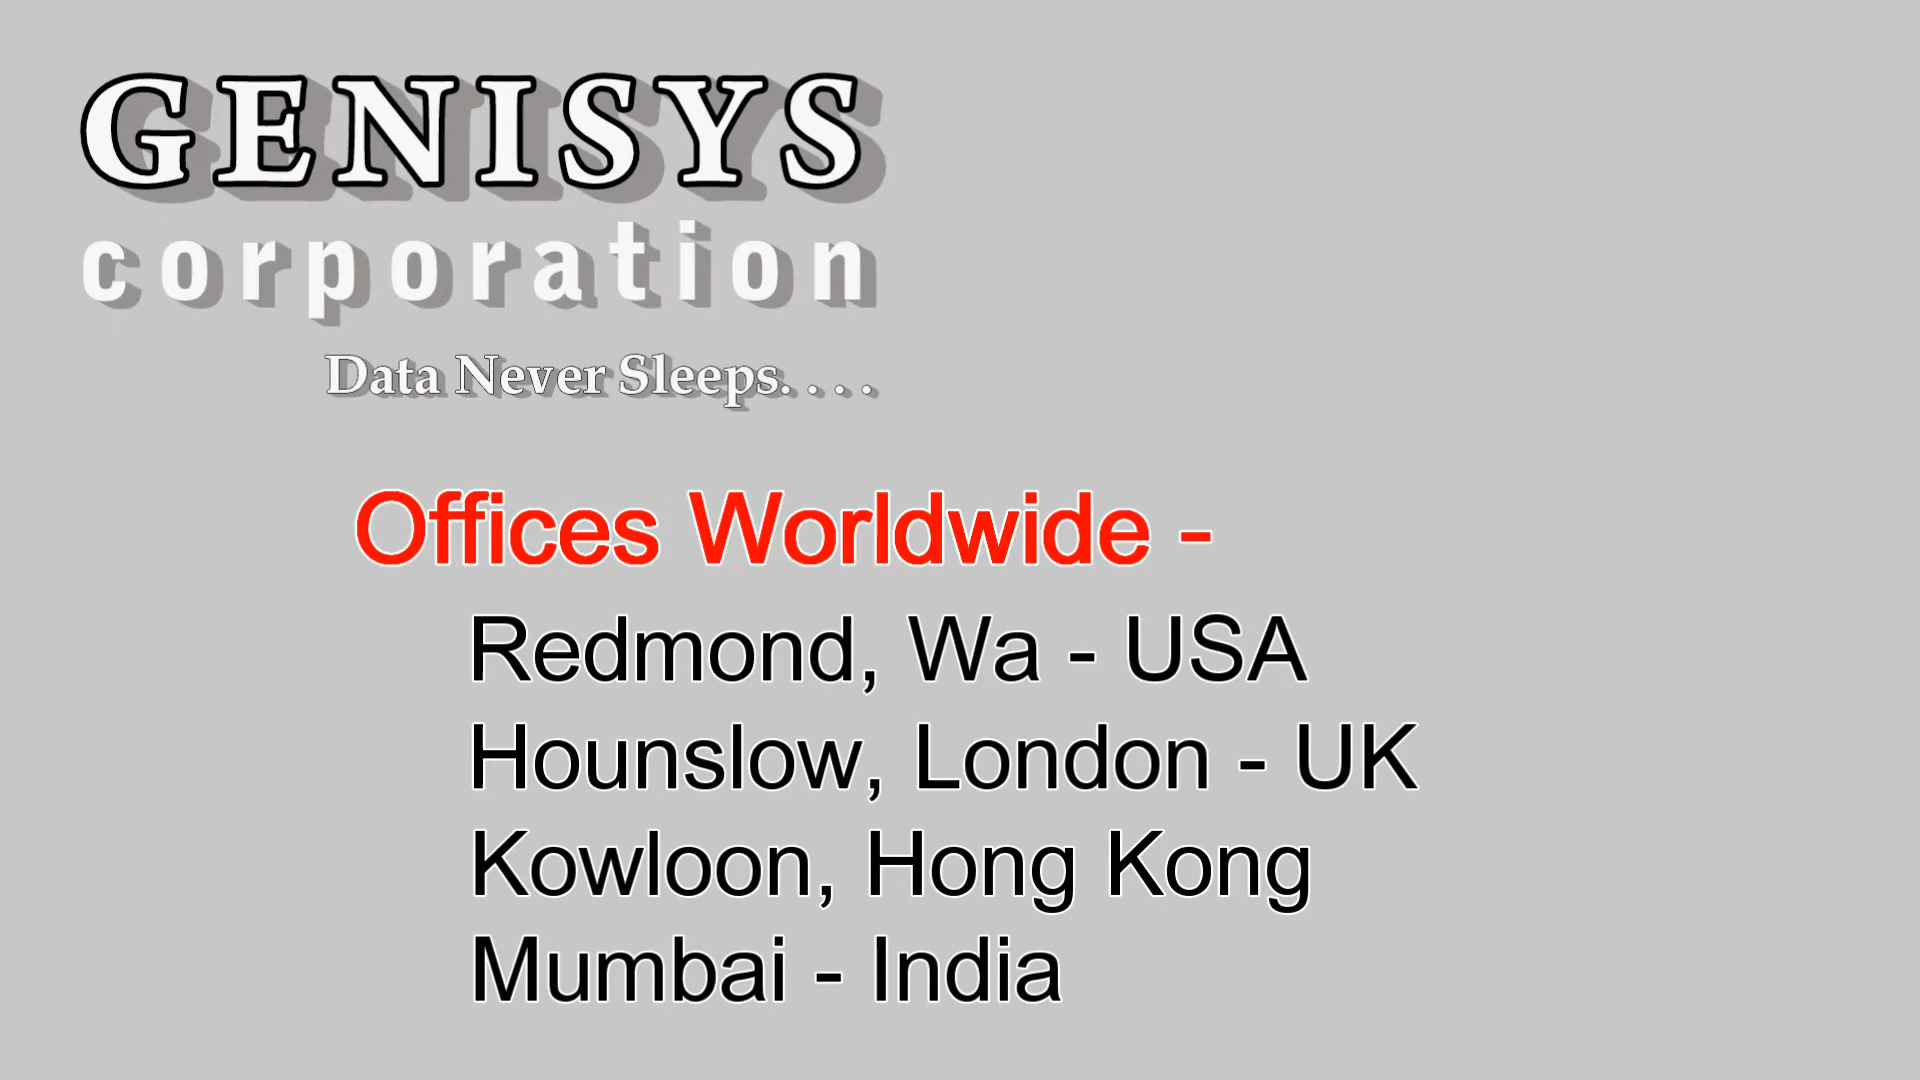 GENISYS
corporation
Data Never Sleeps. . . .
Offices Worldwide -
Redmond, Wa - USA
Hounslow, London - UK
Kowloon, Hong Kong
Mumbai - India